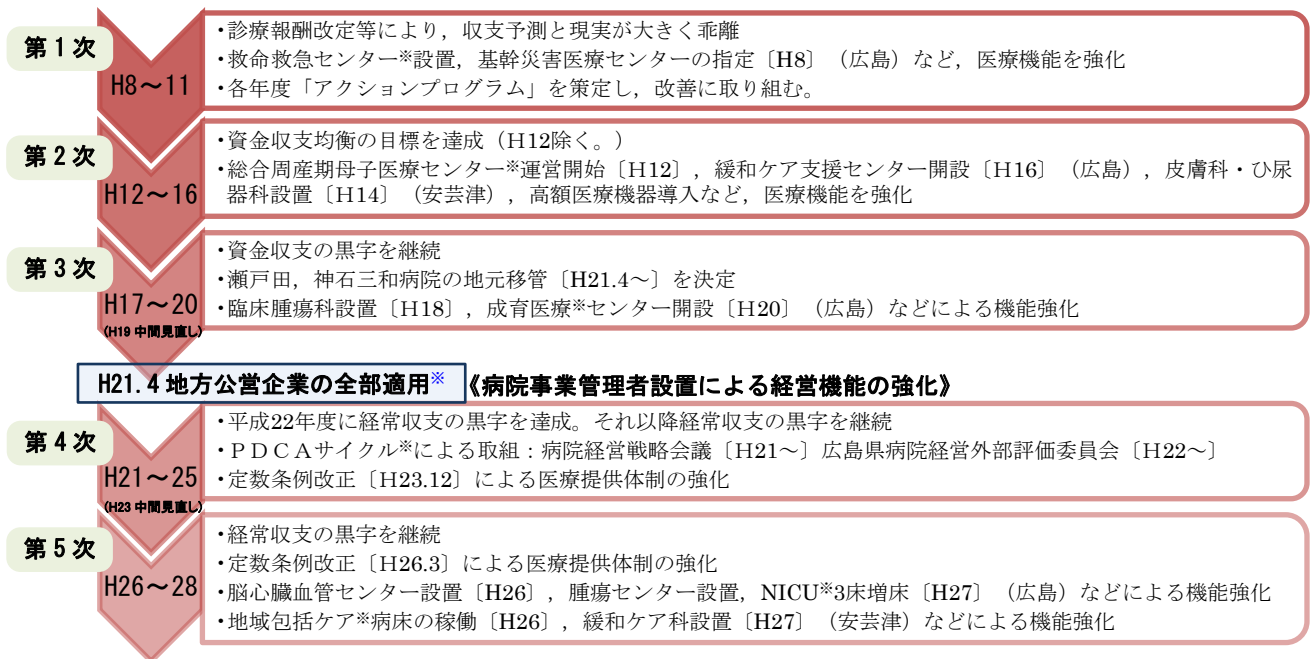 第１次
H8～11
・診療報酬改定等により，収支予測と現実が大きく乖離
・救命救急センター※設置，基幹災害医療センターの指定〔H8〕（広島）など，医療機能を強化
・各年度「アクションプログラム」を策定し，改善に取り組む。
第２次
H12～16
・資金収支均衡の目標を達成（H12除く。）
・総合周産期母子医療センター※運営開始〔H12〕，緩和ケア支援センター開設〔H16〕（広島），皮膚科・ひ尿
器科設置〔H14〕（安芸津），高額医療機器導入など，医療機能を強化
第３次
H17～20
(H19 中間見直し)
・資金収支の黒字を継続
・瀬戸田，神石三和病院の地元移管〔H21.4～〕を決定
・臨床腫瘍科設置〔H18〕，成育医療※センター開設〔H20〕（広島）などによる機能強化
H21.4 地方公営企業の全部適用※ 《病院事業管理者設置による経営機能の強化》
第４次
H21～25
(H23 中間見直し)
・平成22年度に経常収支の黒字を達成。それ以降経常収支の黒字を継続
・ＰＤＣＡサイクル※による取組：病院経営戦略会議〔H21～〕広島県病院経営外部評価委員会〔H22～〕
・定数条例改正〔H23.12〕による医療提供体制の強化
第５次
H26～28
・経常収支の黒字を継続
・定数条例改正〔H26.3〕による医療提供体制の強化
・脳心臓血管センター設置〔H26〕，腫瘍センター設置，NICU※3床増床〔H27〕（広島）などによる機能強化
・地域包括ケア※病床の稼働〔H26〕，緩和ケア科設置〔H27〕（安芸津）などによる機能強化